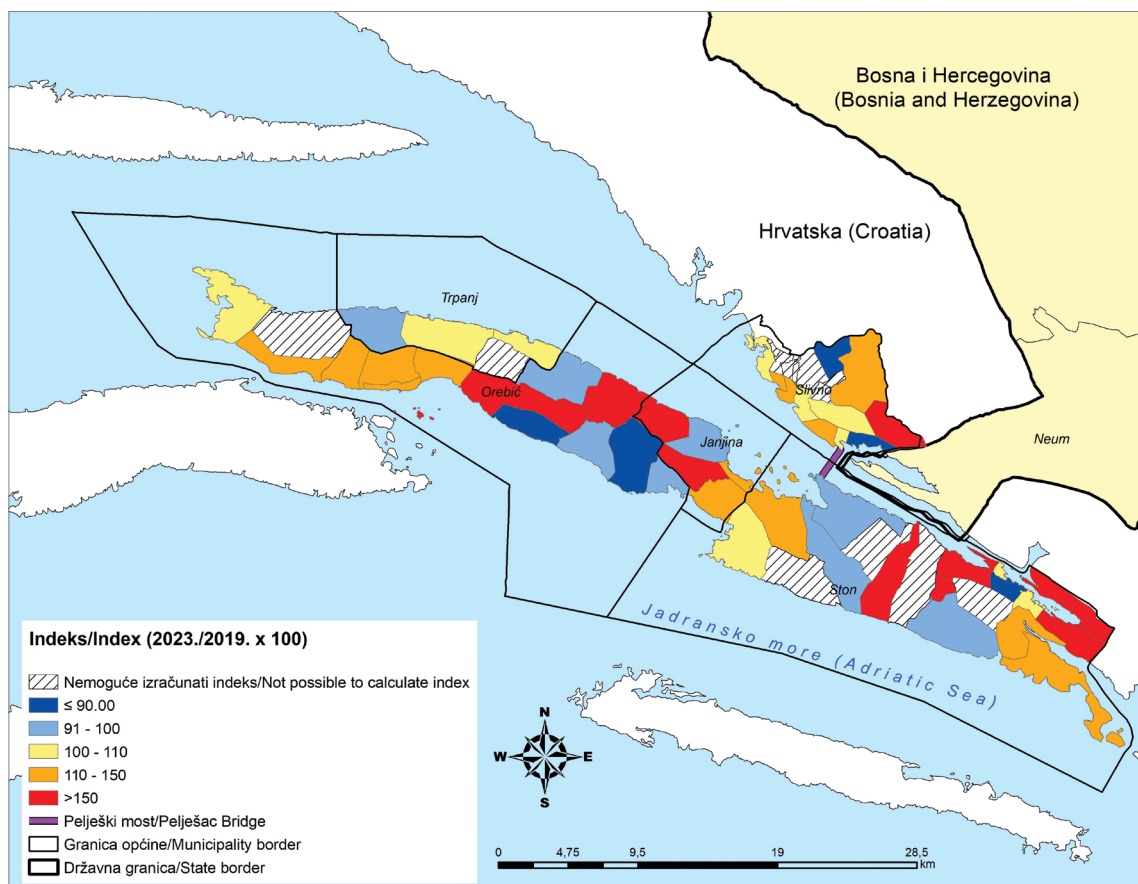 Bosna i Hercegovina
(Bosnia and Herzegovina)
Hrvatska (Croatia)
Trpanj
Orebić
Slivno
Janjina
Neum
Ston
Jadransko more (Adriatic Sea)
Indeks/Index (2023./2019. x 100)
Nemoguće izračunati indeks/Not possible to calculate index
≤ 90.00
91 - 100
100 - 110
110 - 150
>150
Pelješki most/Pelješac Bridge
Granica općine/Municipality border
Državna granica/State border
N
W E
S
0 4,75 9,5 19 28,5
km